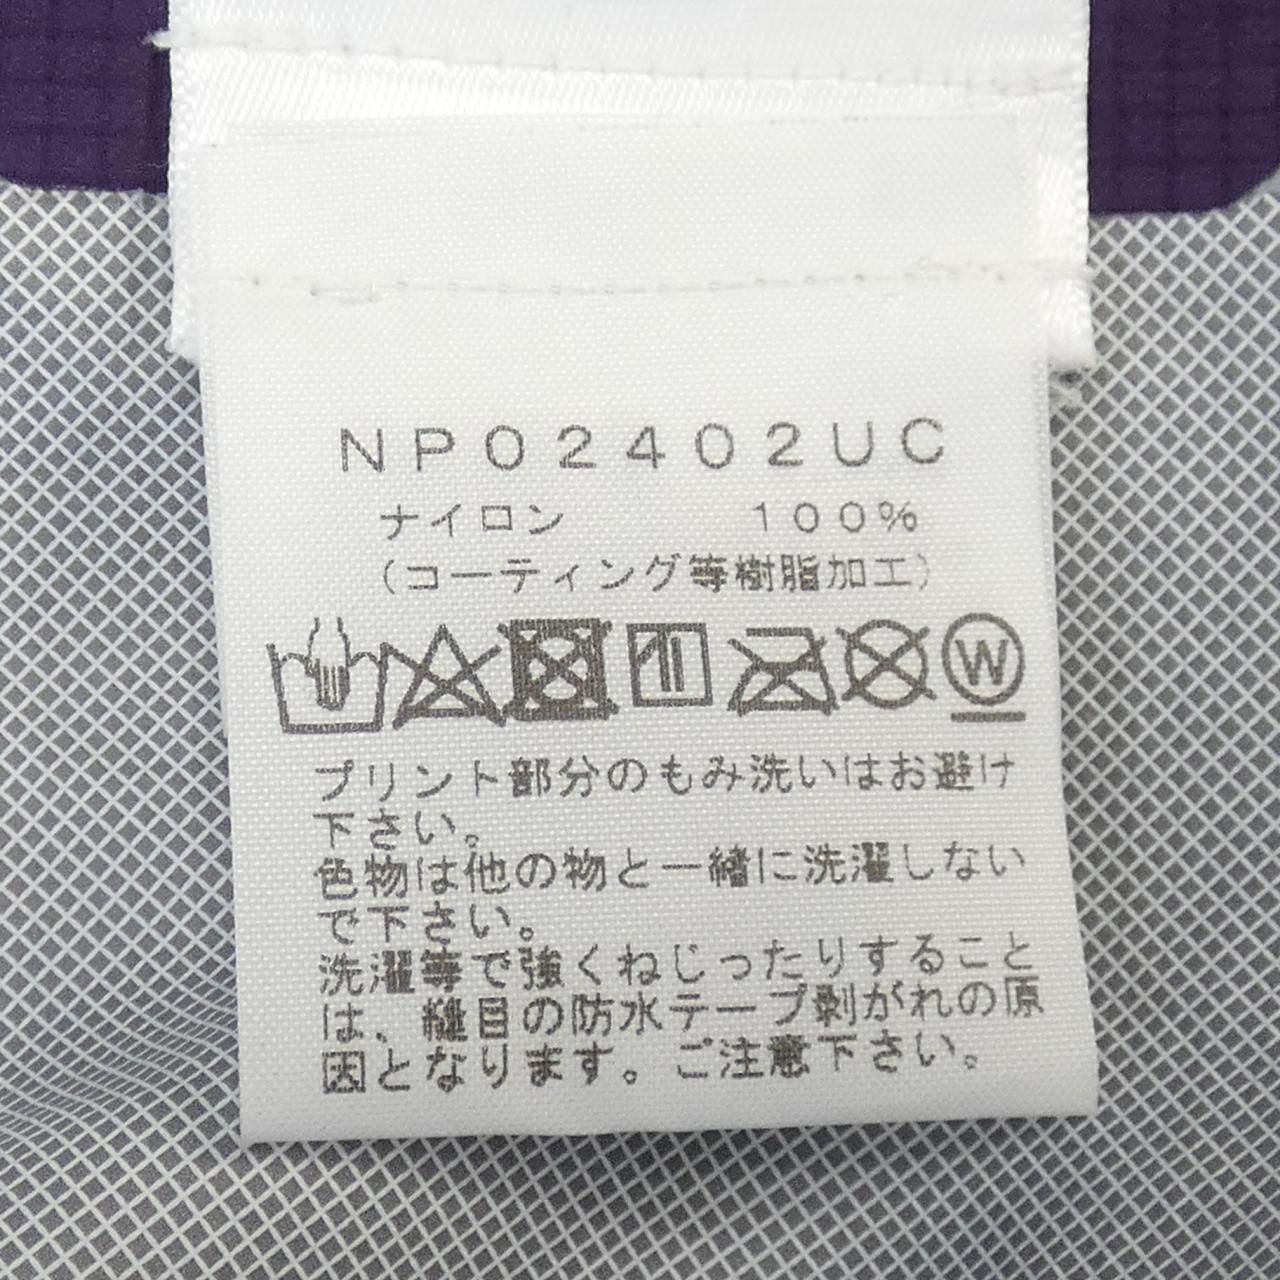 NP02402UC
ナイロン 100%
(コーティング等樹脂加工)
W
プリント部分のもみ洗いはお避け
下さい。
色物は他の物と一緒に洗濯しない
で下さい。
洗濯等で強くねじったりすること
は、縫目の防水テープ剥がれの原
因となります。ご注意下さい。